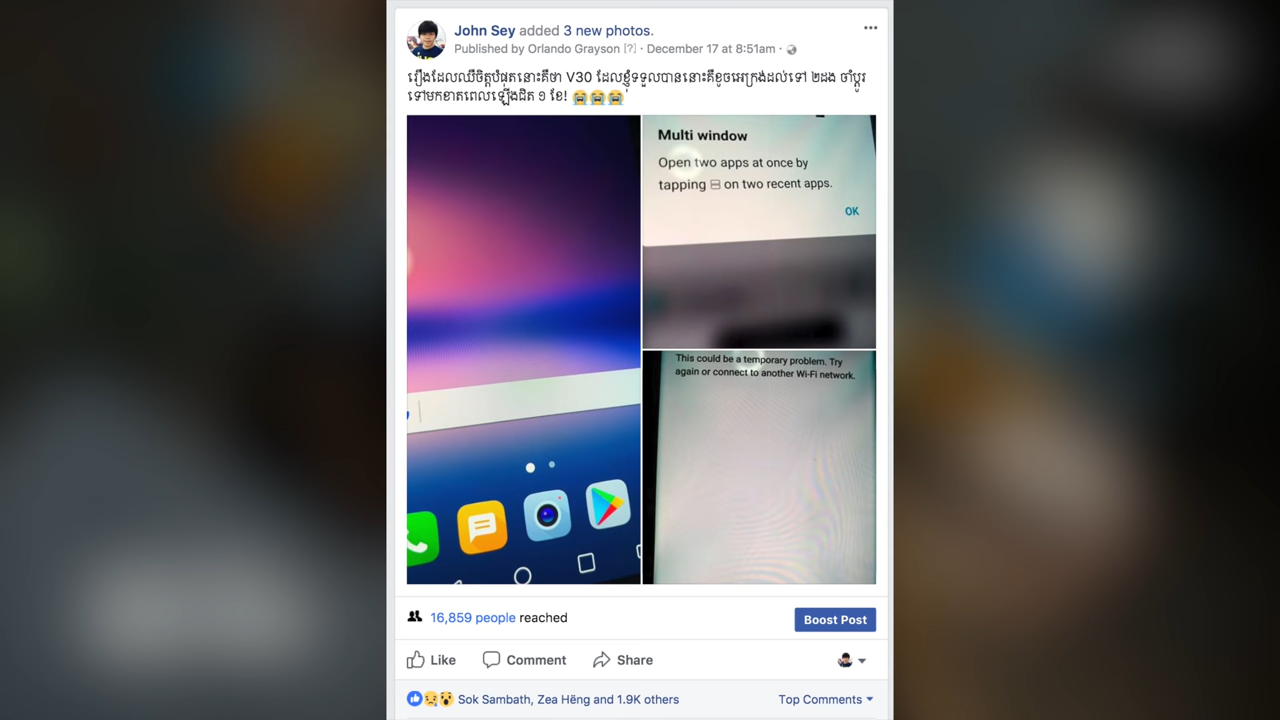 John Sey added 3 new photos.
Published by Orlando Grayson [?] · December 17 at 8:51am ·
រឿងដែលឈឺចិត្តបំផុតនោះគឺថា V30 ដែលខ្ញុំទទួលបាននោះគឺខូចអេក្រង់ដល់ទៅ ២ដង ចាំប្ដូរ
ទៅមកខាតពេលឡើងជិត ១ ខែ! 😭😭😭
Multi window
Open two apps at once by
tapping on two recent apps.
OK
This could be a temporary problem. Try
again or connect to another Wi-Fi network.
16,859 people reached
Boost Post
Like
Comment
Share
Sok Sambath, Zea Hëng and 1.9K others
Top Comments